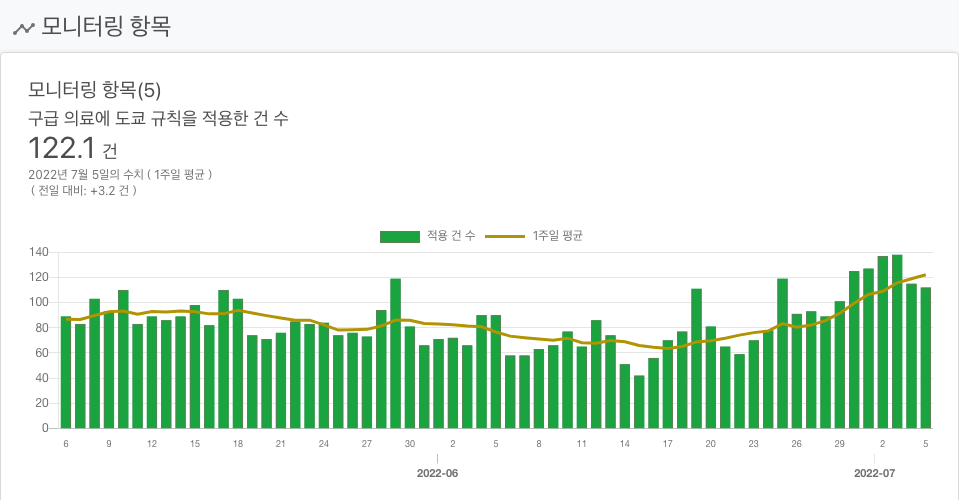 모니터링 항목
모니터링 항목(5)
구급 의료에 도쿄 규칙을 적용한 건 수
122.1 건
2022년 7월 5일의 수치 ( 1주일 평균 )
( 전일 대비: +3.2 건 )
적용 건 수 1주일 평균
140
120
100
80
60
40
20
0
6 9 12 15 18 21 24 27 30 2 5 8 11 14 17 20 23 26 29 2 5
2022-06 2022-07